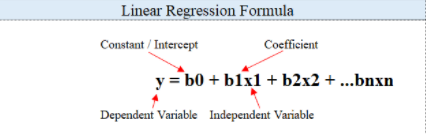 Linear Regression Formula
Constant / Intercept Coefficient
y = b0 + b1x1 + b2x2 + ...bnxn
Dependent Variable Independent Variable